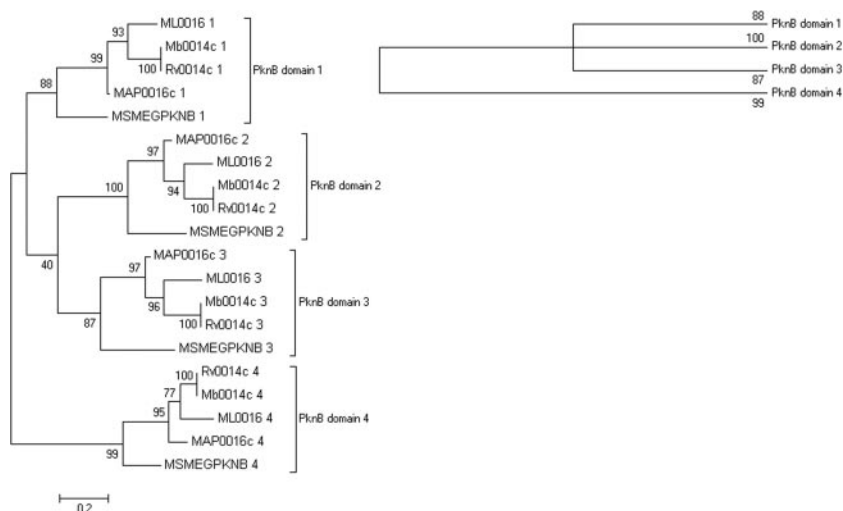 93
ML0016 1
Mb0014c 1
99
100
Rv0014c 1
PknB domain 1
88
MAP0016c 1
MSMEGPKNB 1
MAP0016c 2
97
ML0016 2
Mb0014c 2
94
100
100
Rv0014c 2
PknB domain 2
MSMEGPKNB 2
40
MAP0016c 3
97
ML0016 3
Mb0014c 3
96
100
Rv0014c 3
PknB domain 3
87
MSMEGPKNB 3
Rv0014c 4
100
Mb0014c 4
77
95
ML0016 4
PknB domain 4
MAP0016c 4
99
MSMEGPKNB 4
0.2
88
PknB domain 1
100
PknB domain 2
PknB domain 3
87
PknB domain 4
99